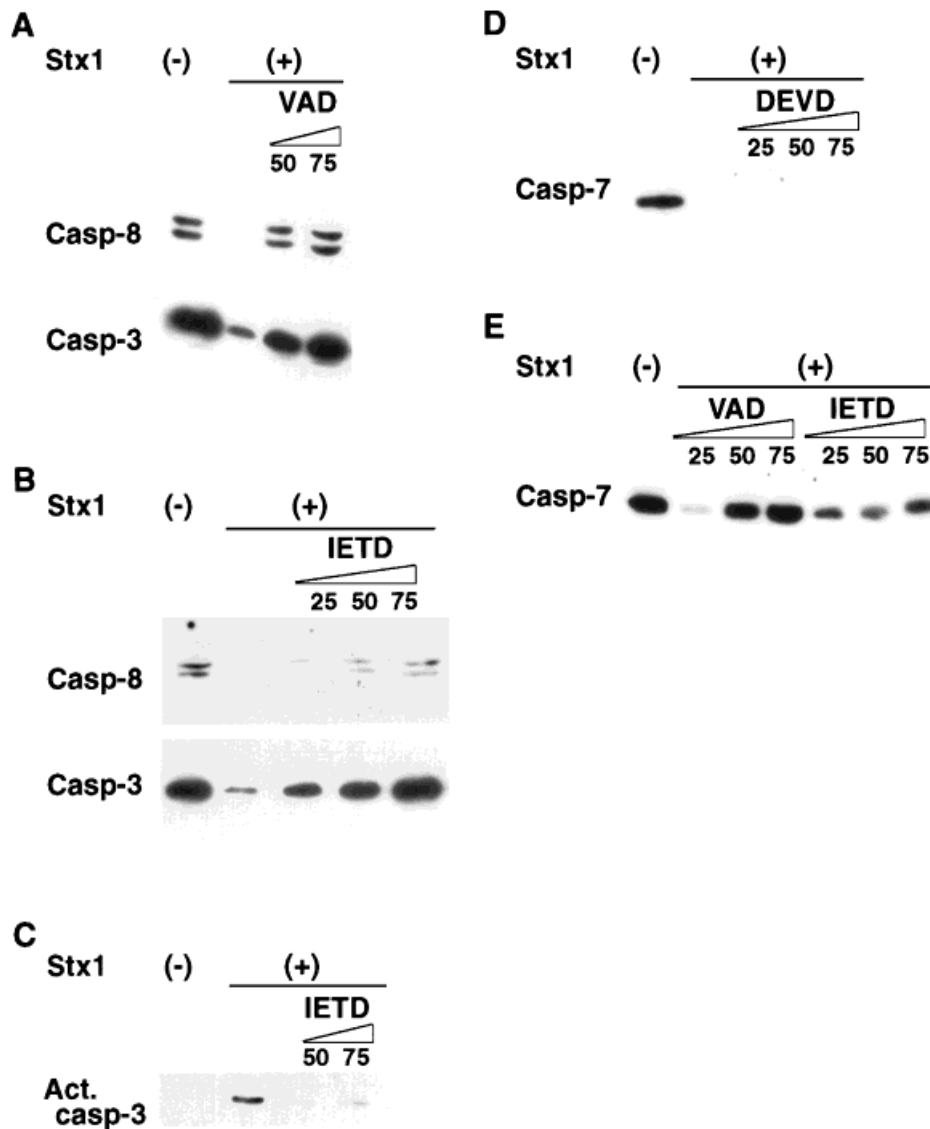 A
Stx1 (-) (+)
VAD
50 75
Casp-8
Casp-3
B
Stx1 (-) (+)
IETD
25 50 75
Casp-8
Casp-3
C
Stx1 (-) (+)
IETD
50 75
Act.
casp-3
D
Stx1 (-) (+)
DEVD
25 50 75
Casp-7
E
Stx1 (-) (+)
VAD IETD
25 50 75 25 50 75
Casp-7